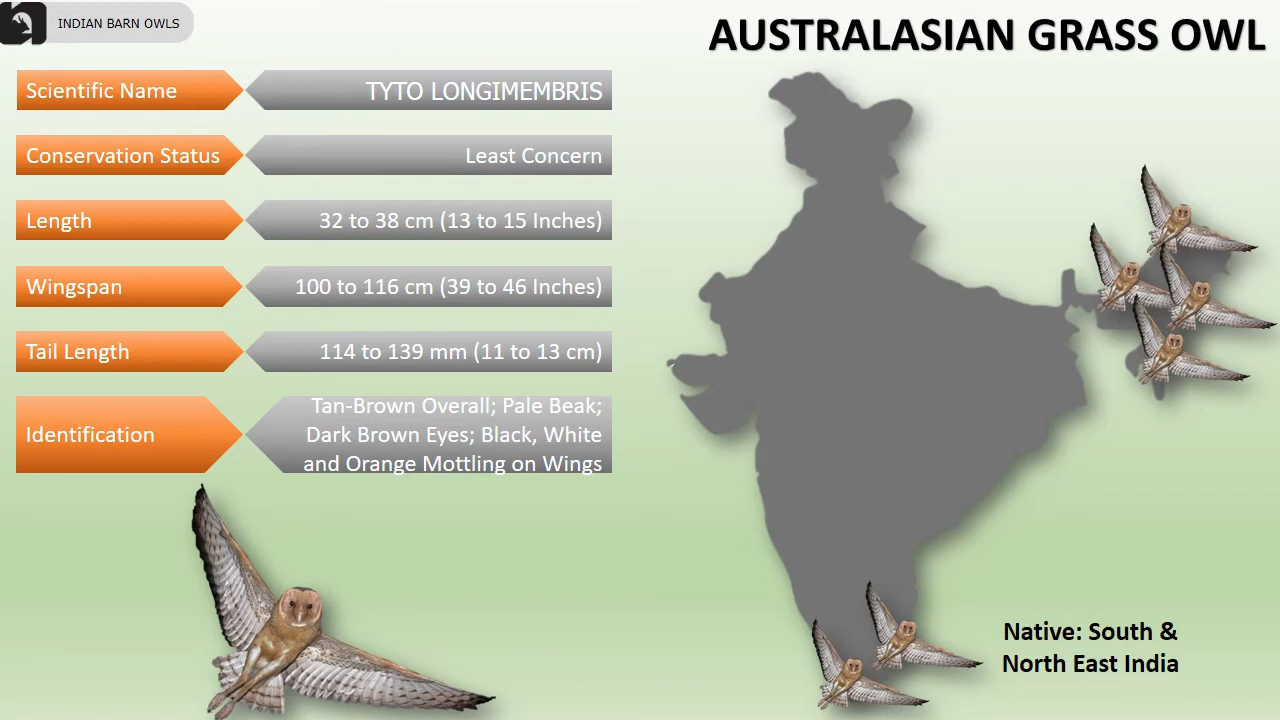 INDIAN BARN OWLS
AUSTRALASIAN GRASS OWL
Scientific Name
TYTO LONGIMEMBRIS
Conservation Status
Least Concern
Length
32 to 38 cm (13 to 15 Inches)
Wingspan
100 to 116 cm (39 to 46 Inches)
Tail Length
114 to 139 mm (11 to 13 cm)
Identification
Tan-Brown Overall; Pale Beak;
Dark Brown Eyes; Black, White
and Orange Mottling on Wings
Native: South &
North East India